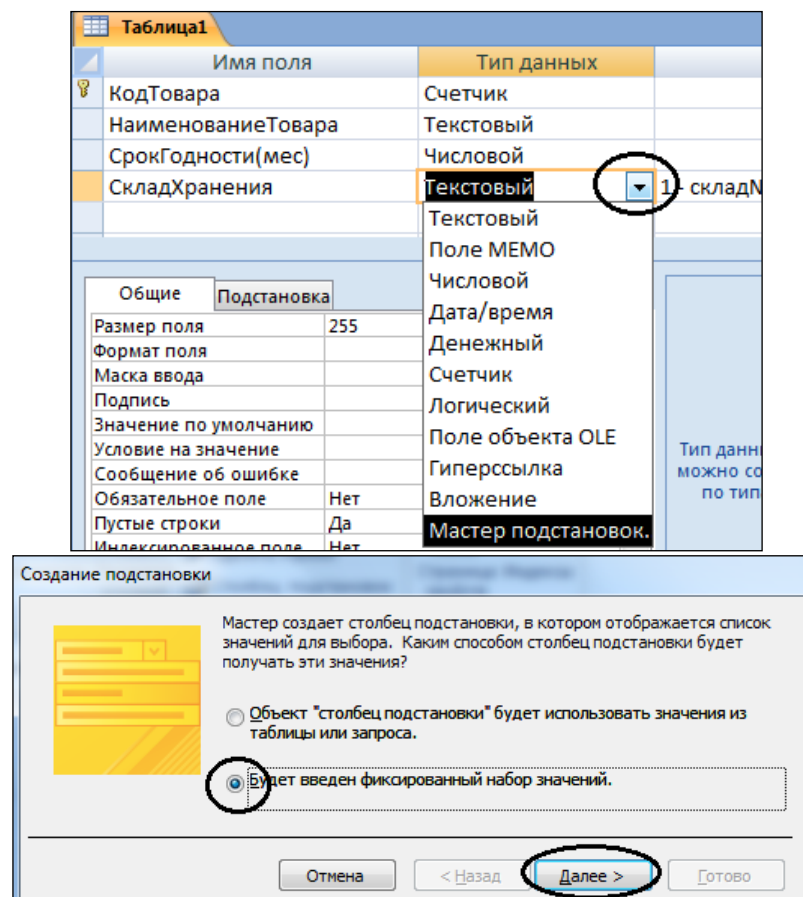 Таблица1
Имя поля Тип данных
КодТовара Счетчик
НаименованиеТовара Текстовый
СрокГодности(мес) Числовой
СкладХранения Текстовый 1 - складN
Текстовый
Поле МЕМО
Числовой
Дата/время
Денежный
Счетчик
Логический
Поле объекта OLE
Гиперссылка
Вложение
Мастер подстановок.
Общие Подстановка
Размер поля 255
Формат поля
Маска ввода
Подпись
Значение по умолчанию
Условие на значение
Сообщение об ошибке
Обязательное поле Нет
Пустые строки Да
Индексированное поле Нет
Тип данн
можно со
по тип
Создание подстановки
Мастер создает столбец подстановки, в котором отображается список
значений для выбора. Каким способом столбец подстановки будет
получать эти значения?
Объект "столбец подстановки" будет использовать значения из
таблицы или запроса.
Будет введен фиксированный набор значений.
Отмена < Назад Далее > Готово